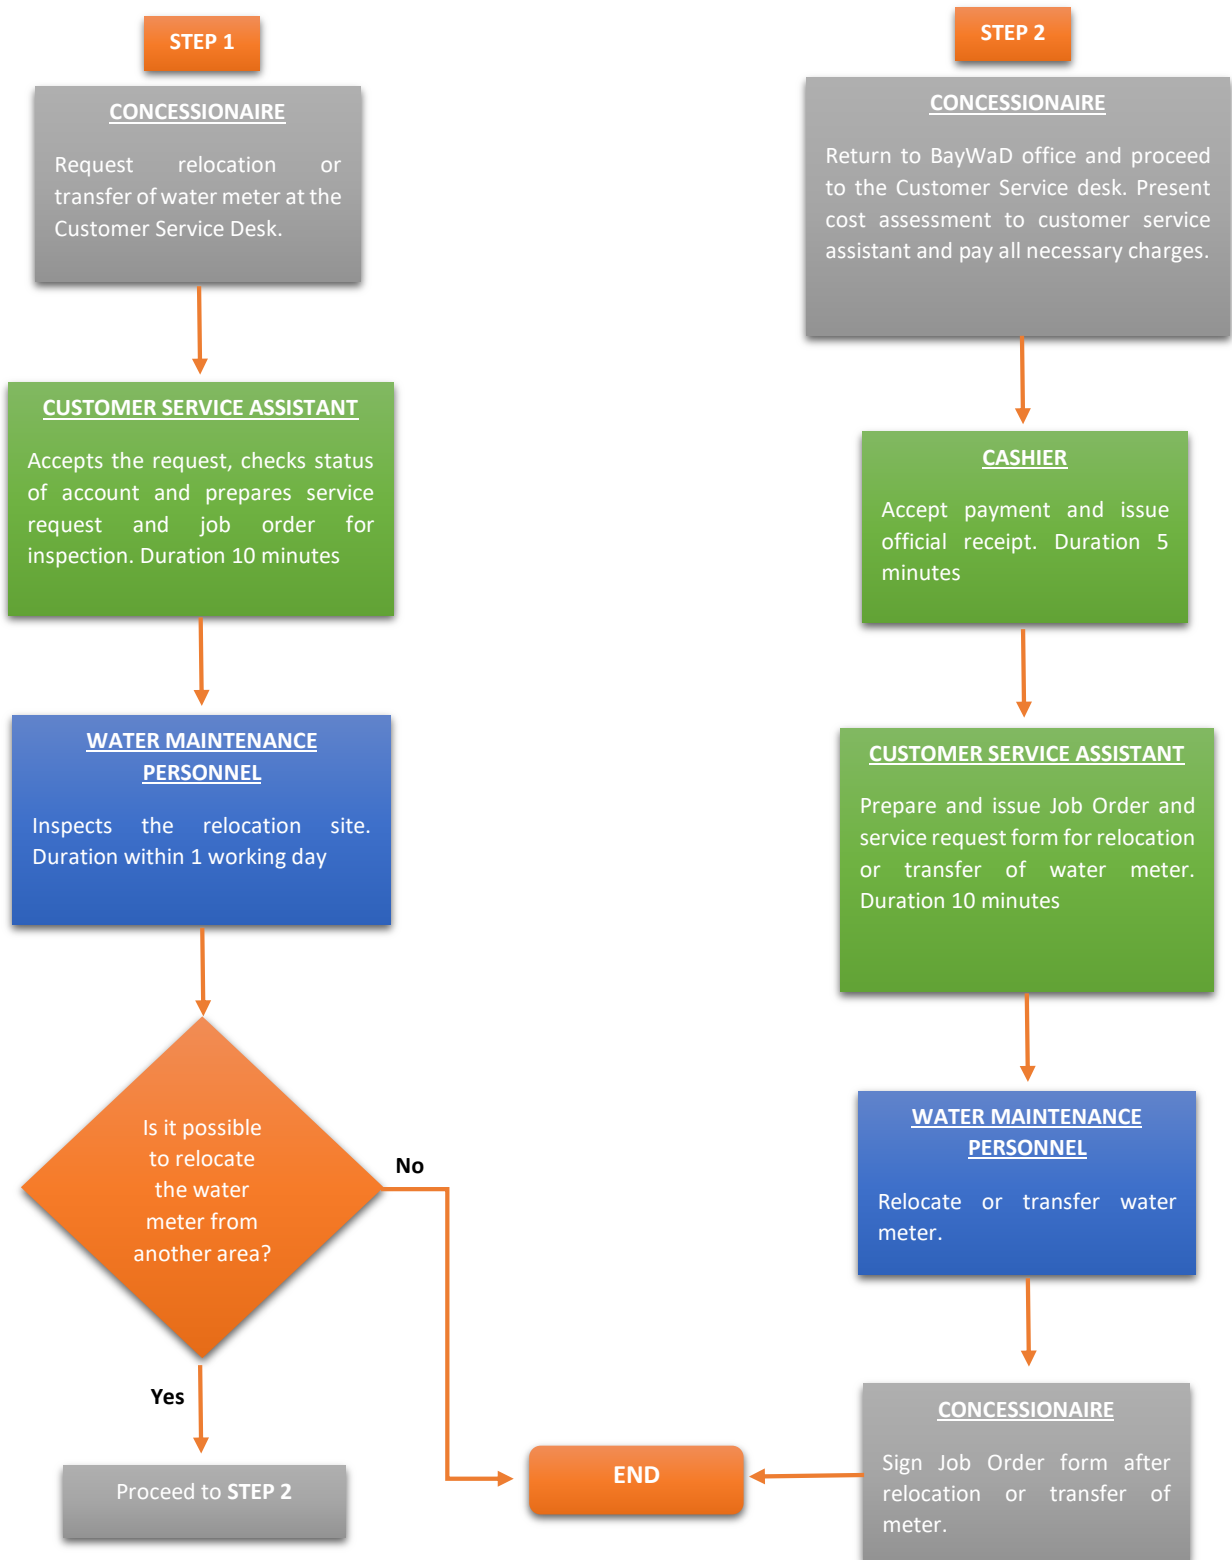 STEP 1
CONCESSIONAIRE
Request relocation or
transfer of water meter at the
Customer Service Desk.
CUSTOMER SERVICE ASSISTANT
Accepts the request, checks status
of account and prepares service
request and job order for
inspection. Duration 10 minutes
WATER MAINTENANCE
PERSONNEL
Inspects the relocation site.
Duration within 1 working day
Is it possible
to relocate
the water
meter from
another area?
No
Yes
Proceed to STEP 2
STEP 2
CONCESSIONAIRE
Return to BayWaD office and proceed
to the Customer Service desk. Present
cost assessment to customer service
assistant and pay all necessary charges.
CASHIER
Accept payment and issue
official receipt. Duration 5
minutes
CUSTOMER SERVICE ASSISTANT
Prepare and issue Job Order and
service request form for relocation
or transfer of water meter.
Duration 10 minutes
WATER MAINTENANCE
PERSONNEL
Relocate or transfer water
meter.
CONCESSIONAIRE
Sign Job Order form after
relocation or transfer of
meter.
END